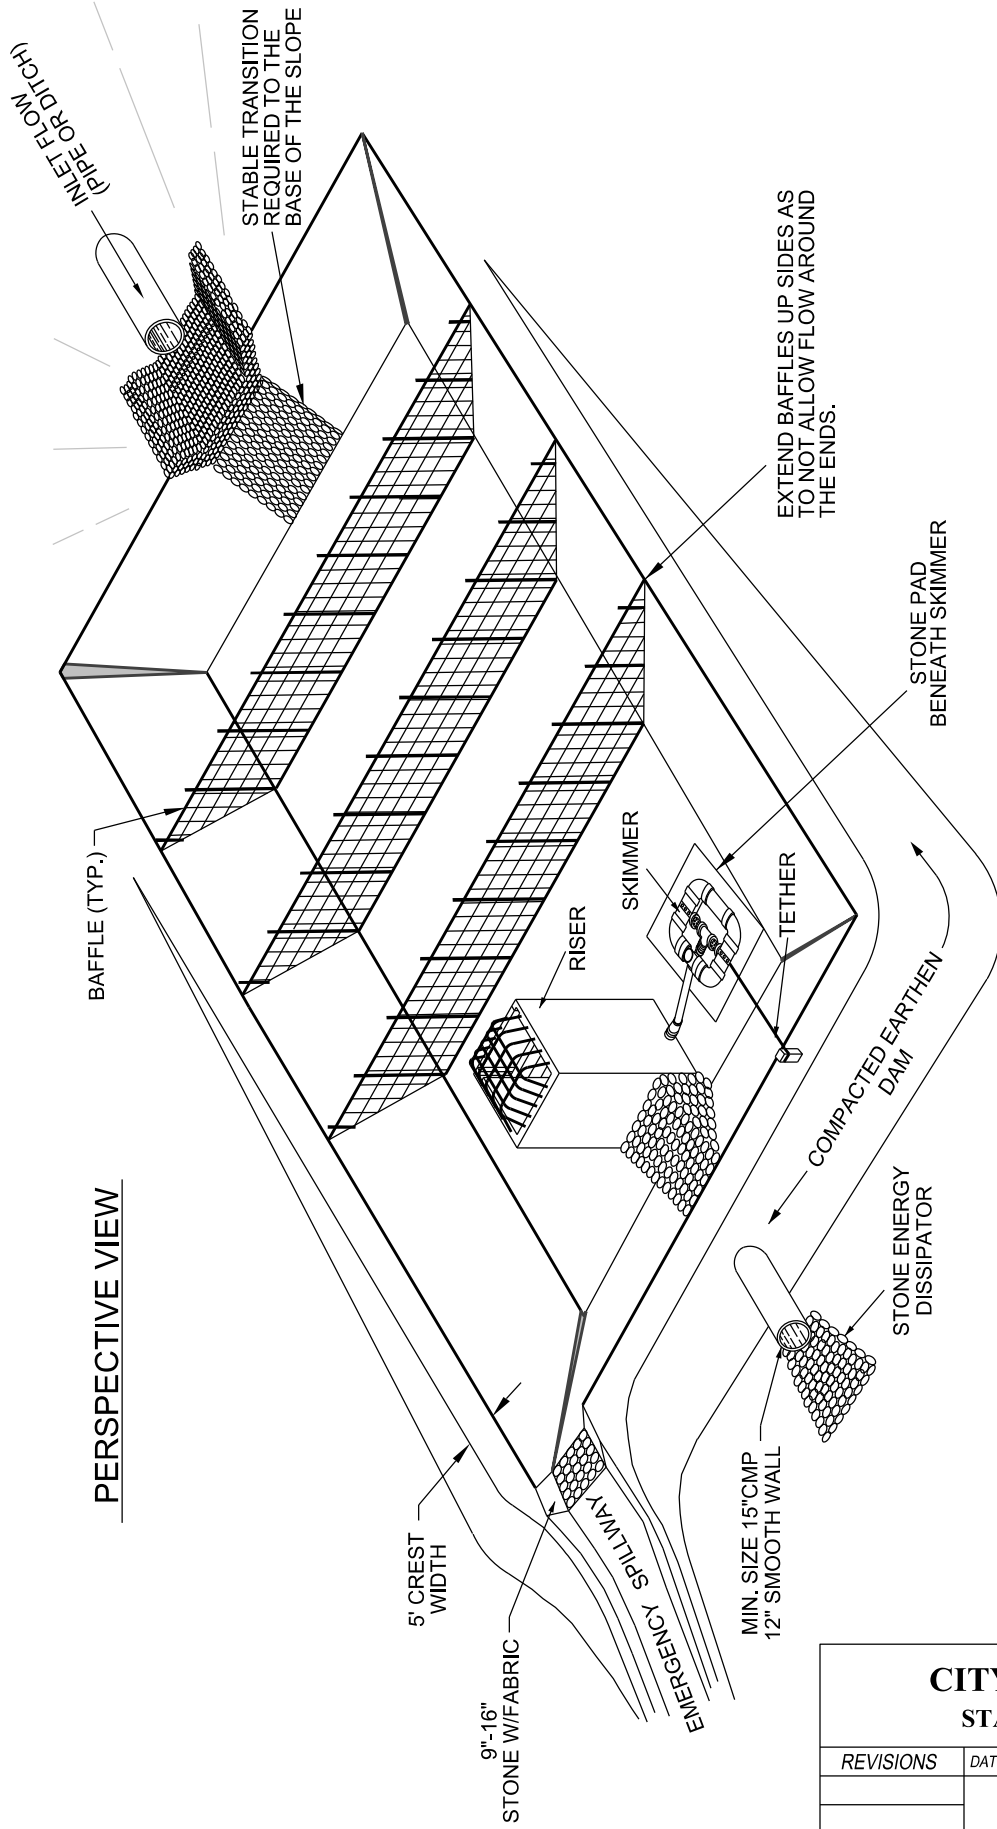 PERSPECTIVE VIEW
INLET FLOW
(PIPE OR DITCH)
STABLE TRANSITION
REQUIRED TO THE
BASE OF THE SLOPE
BAFFLE (TYP.)
EXTEND BAFFLES UP SIDES AS
TO NOT ALLOW FLOW AROUND
THE ENDS.
STONE PAD
BENEATH SKIMMER
SKIMMER
RISER
TETHER
COMPACTED EARTHEN
DAM
STONE ENERGY
DISSIPATOR
MIN. SIZE 15"CMP
12" SMOOTH WALL
5' CREST
WIDTH
9"-16"
STONE W/FABRIC
EMERGENCY SPILLWAY
CITY
STA
REVISIONS
DAT